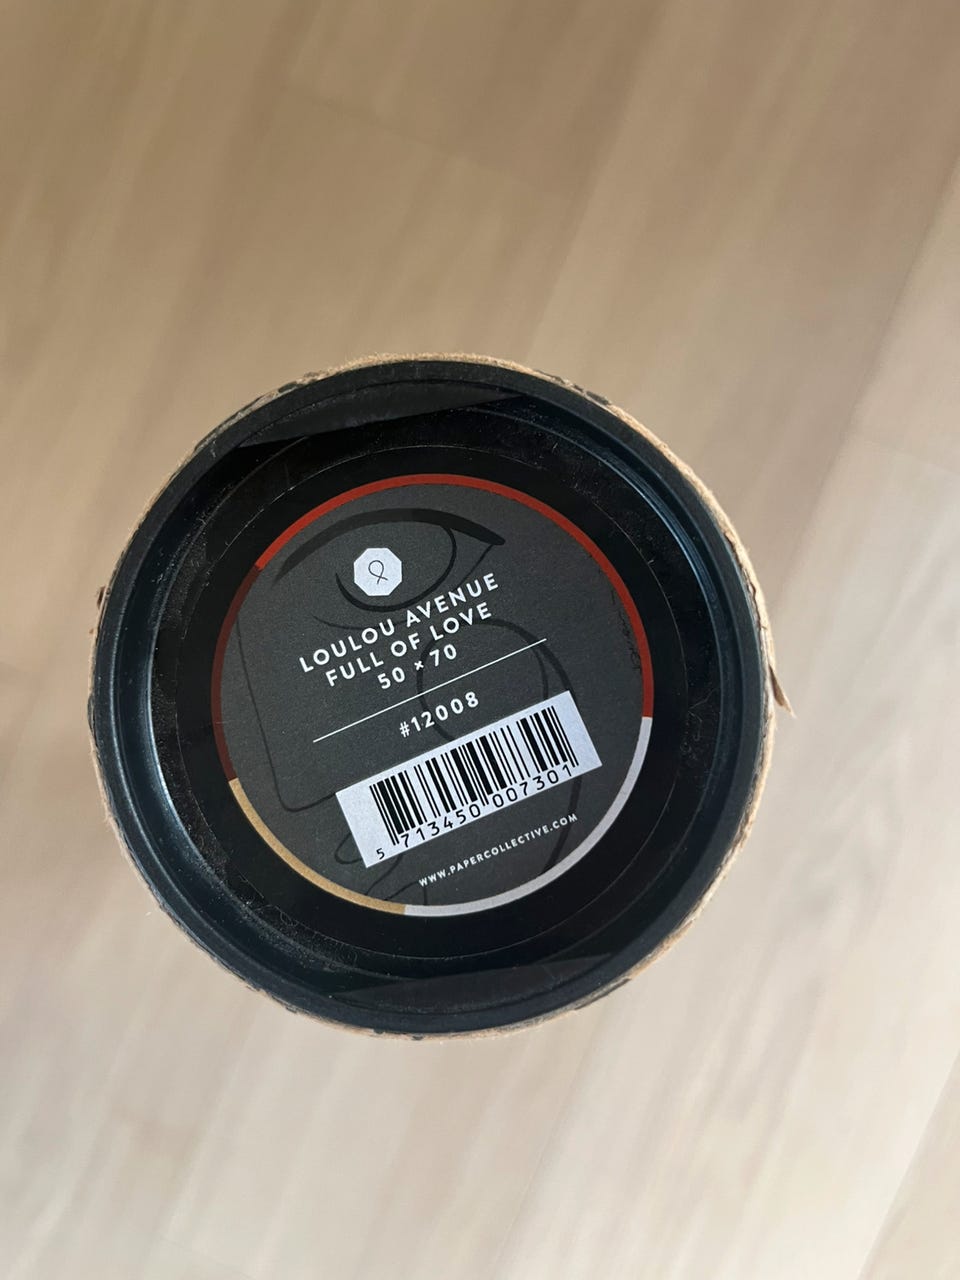 LOULOU AVENUE
FULL OF LOVE
50 × 70
#12008
5 713450 007301
WWW.PAPERCOLLECTIVE.COM